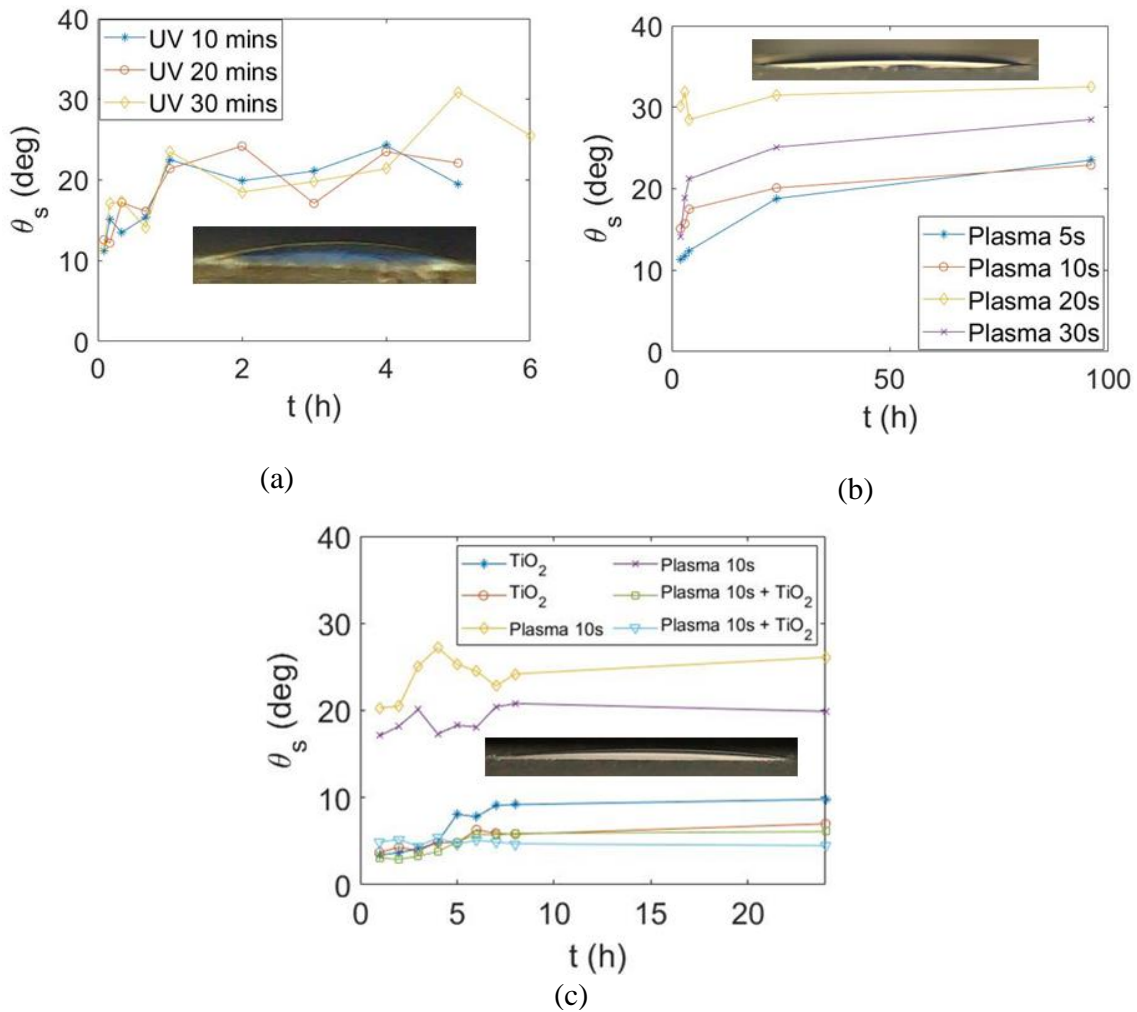 40
30
20
10
0
θ_s (deg)
UV 10 mins
UV 20 mins
UV 30 mins
0 2 4 6
t (h)
(a)
40
30
20
10
0
θ_s (deg)
Plasma 5s
Plasma 10s
Plasma 20s
Plasma 30s
0 50 100
t (h)
(b)
40
30
20
10
0
θ_s (deg)
TiO₂
TiO₂
Plasma 10s
Plasma 10s
Plasma 10s + TiO₂
Plasma 10s + TiO₂
0 5 10 15 20
t (h)
(c)